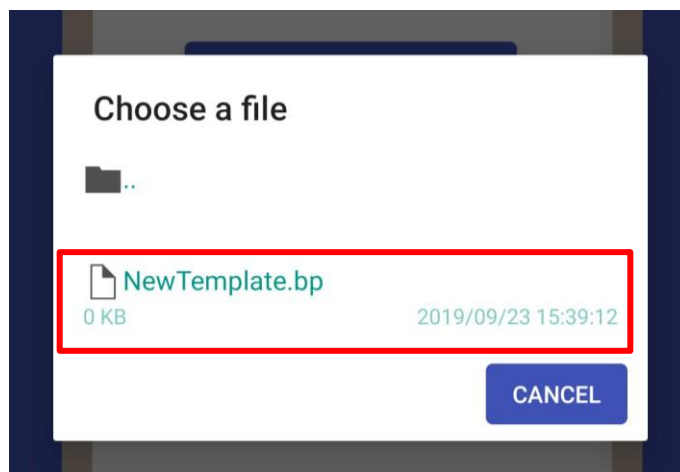 Choose a file
..
NewTemplate.bp
0 KB 2019/09/23 15:39:12
CANCEL